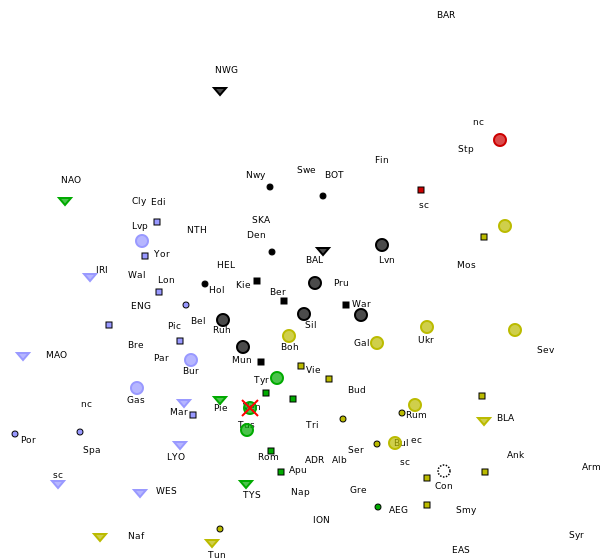 BAR
NWG
nc
Stp
Fin
Swe
BOT
Nwy
NAO
sc
Cly
Edi
SKA
Lvp
NTH
Den
Yor
BAL
Lvn
Mos
IRI
HEL
Wal
Lon
Kie
Ber
Pru
Hol
ENG
War
Bel
Pic
Ruh
Sil
Ukr
Bre
Boh
Gal
Sev
MAO
Par
Mun
Bur
Vie
Tyr
Bud
Gas
nc
Mar
Pie
Rum
BLA
Tus
Tri
Por
Spa
Ser
Bul
ec
Rom
ADR
Alb
sc
Ank
LYO
Apu
Arm
sc
WES
TYS
Nap
Gre
Con
AEG
Smy
ION
Naf
Syr
Tun
EAS